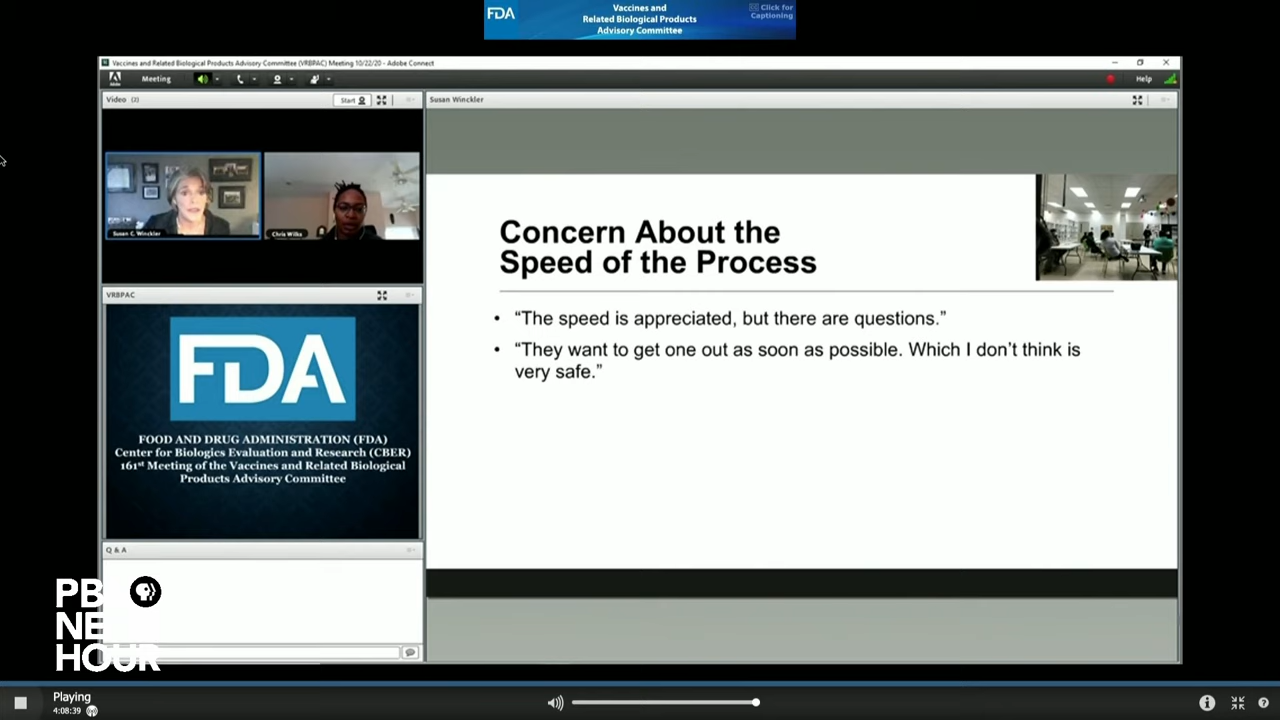 FDA
Vaccines and
Related Biological Products
Advisory Committee
CC Click for
Captioning
Vaccines and Related Biological Products Advisory Committee (VRBPAC) Meeting 10/22/20 - Adobe Connect
Meeting
Help
Video (2)
Start
Susan Winckler
Susan C. Winckler
Chris Wilks
VRBPAC
FDA
FOOD AND DRUG ADMINISTRATION (FDA)
Center for Biologics Evaluation and Research (CBER)
161st Meeting of the Vaccines and Related Biological
Products Advisory Committee
Concern About the
Speed of the Process
• “The speed is appreciated, but there are questions.”
• “They want to get one out as soon as possible. Which I don’t think is
very safe.”
Q & A
PBS
HOUR
Playing
4:08:39